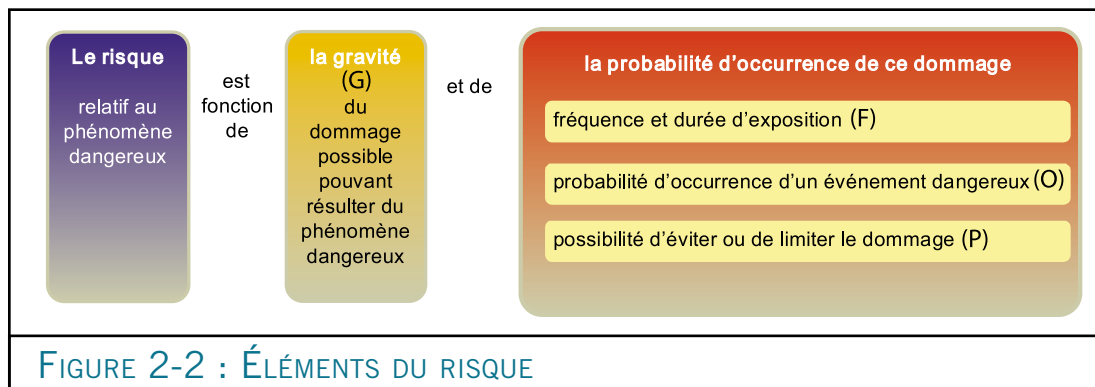 Le risque
relatif au
phénomène
dangereux
est
fonction
de
la gravité
(G)
du
dommage
possible
pouvant
résulter du
phénomène
dangereux
et de
la probabilité d'occurrence de ce dommage
fréquence et durée d'exposition (F)
probabilité d'occurrence d'un événement dangereux (O)
possibilité d'éviter ou de limiter le dommage (P)
FIGURE 2-2 : ÉLÉMENTS DU RISQUE